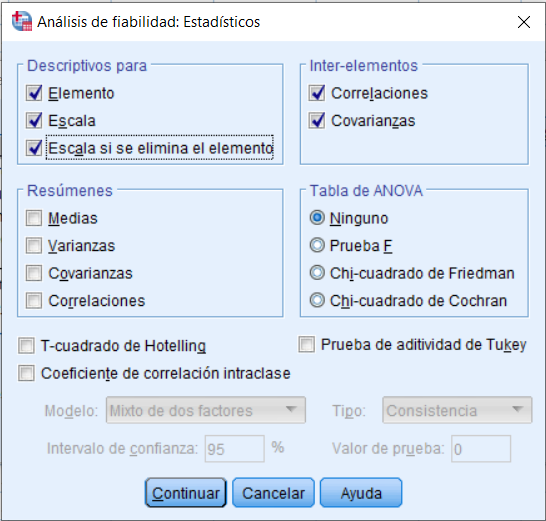 Análisis de fiabilidad: Estadísticos
Descriptivos para
Elemento
Escala
Escala si se elimina el elemento
Inter-elementos
Correlaciones
Covarianzas
Resúmenes
Medias
Varianzas
Covarianzas
Correlaciones
Tabla de ANOVA
Ninguno
Prueba F
Chi-cuadrado de Friedman
Chi-cuadrado de Cochran
T-cuadrado de Hotelling
Prueba de aditividad de Tukey
Coeficiente de correlación intraclase
Modelo: Mixto de dos factores
Tipo: Consistencia
Intervalo de confianza: 95 %
Valor de prueba: 0
Continuar
Cancelar
Ayuda